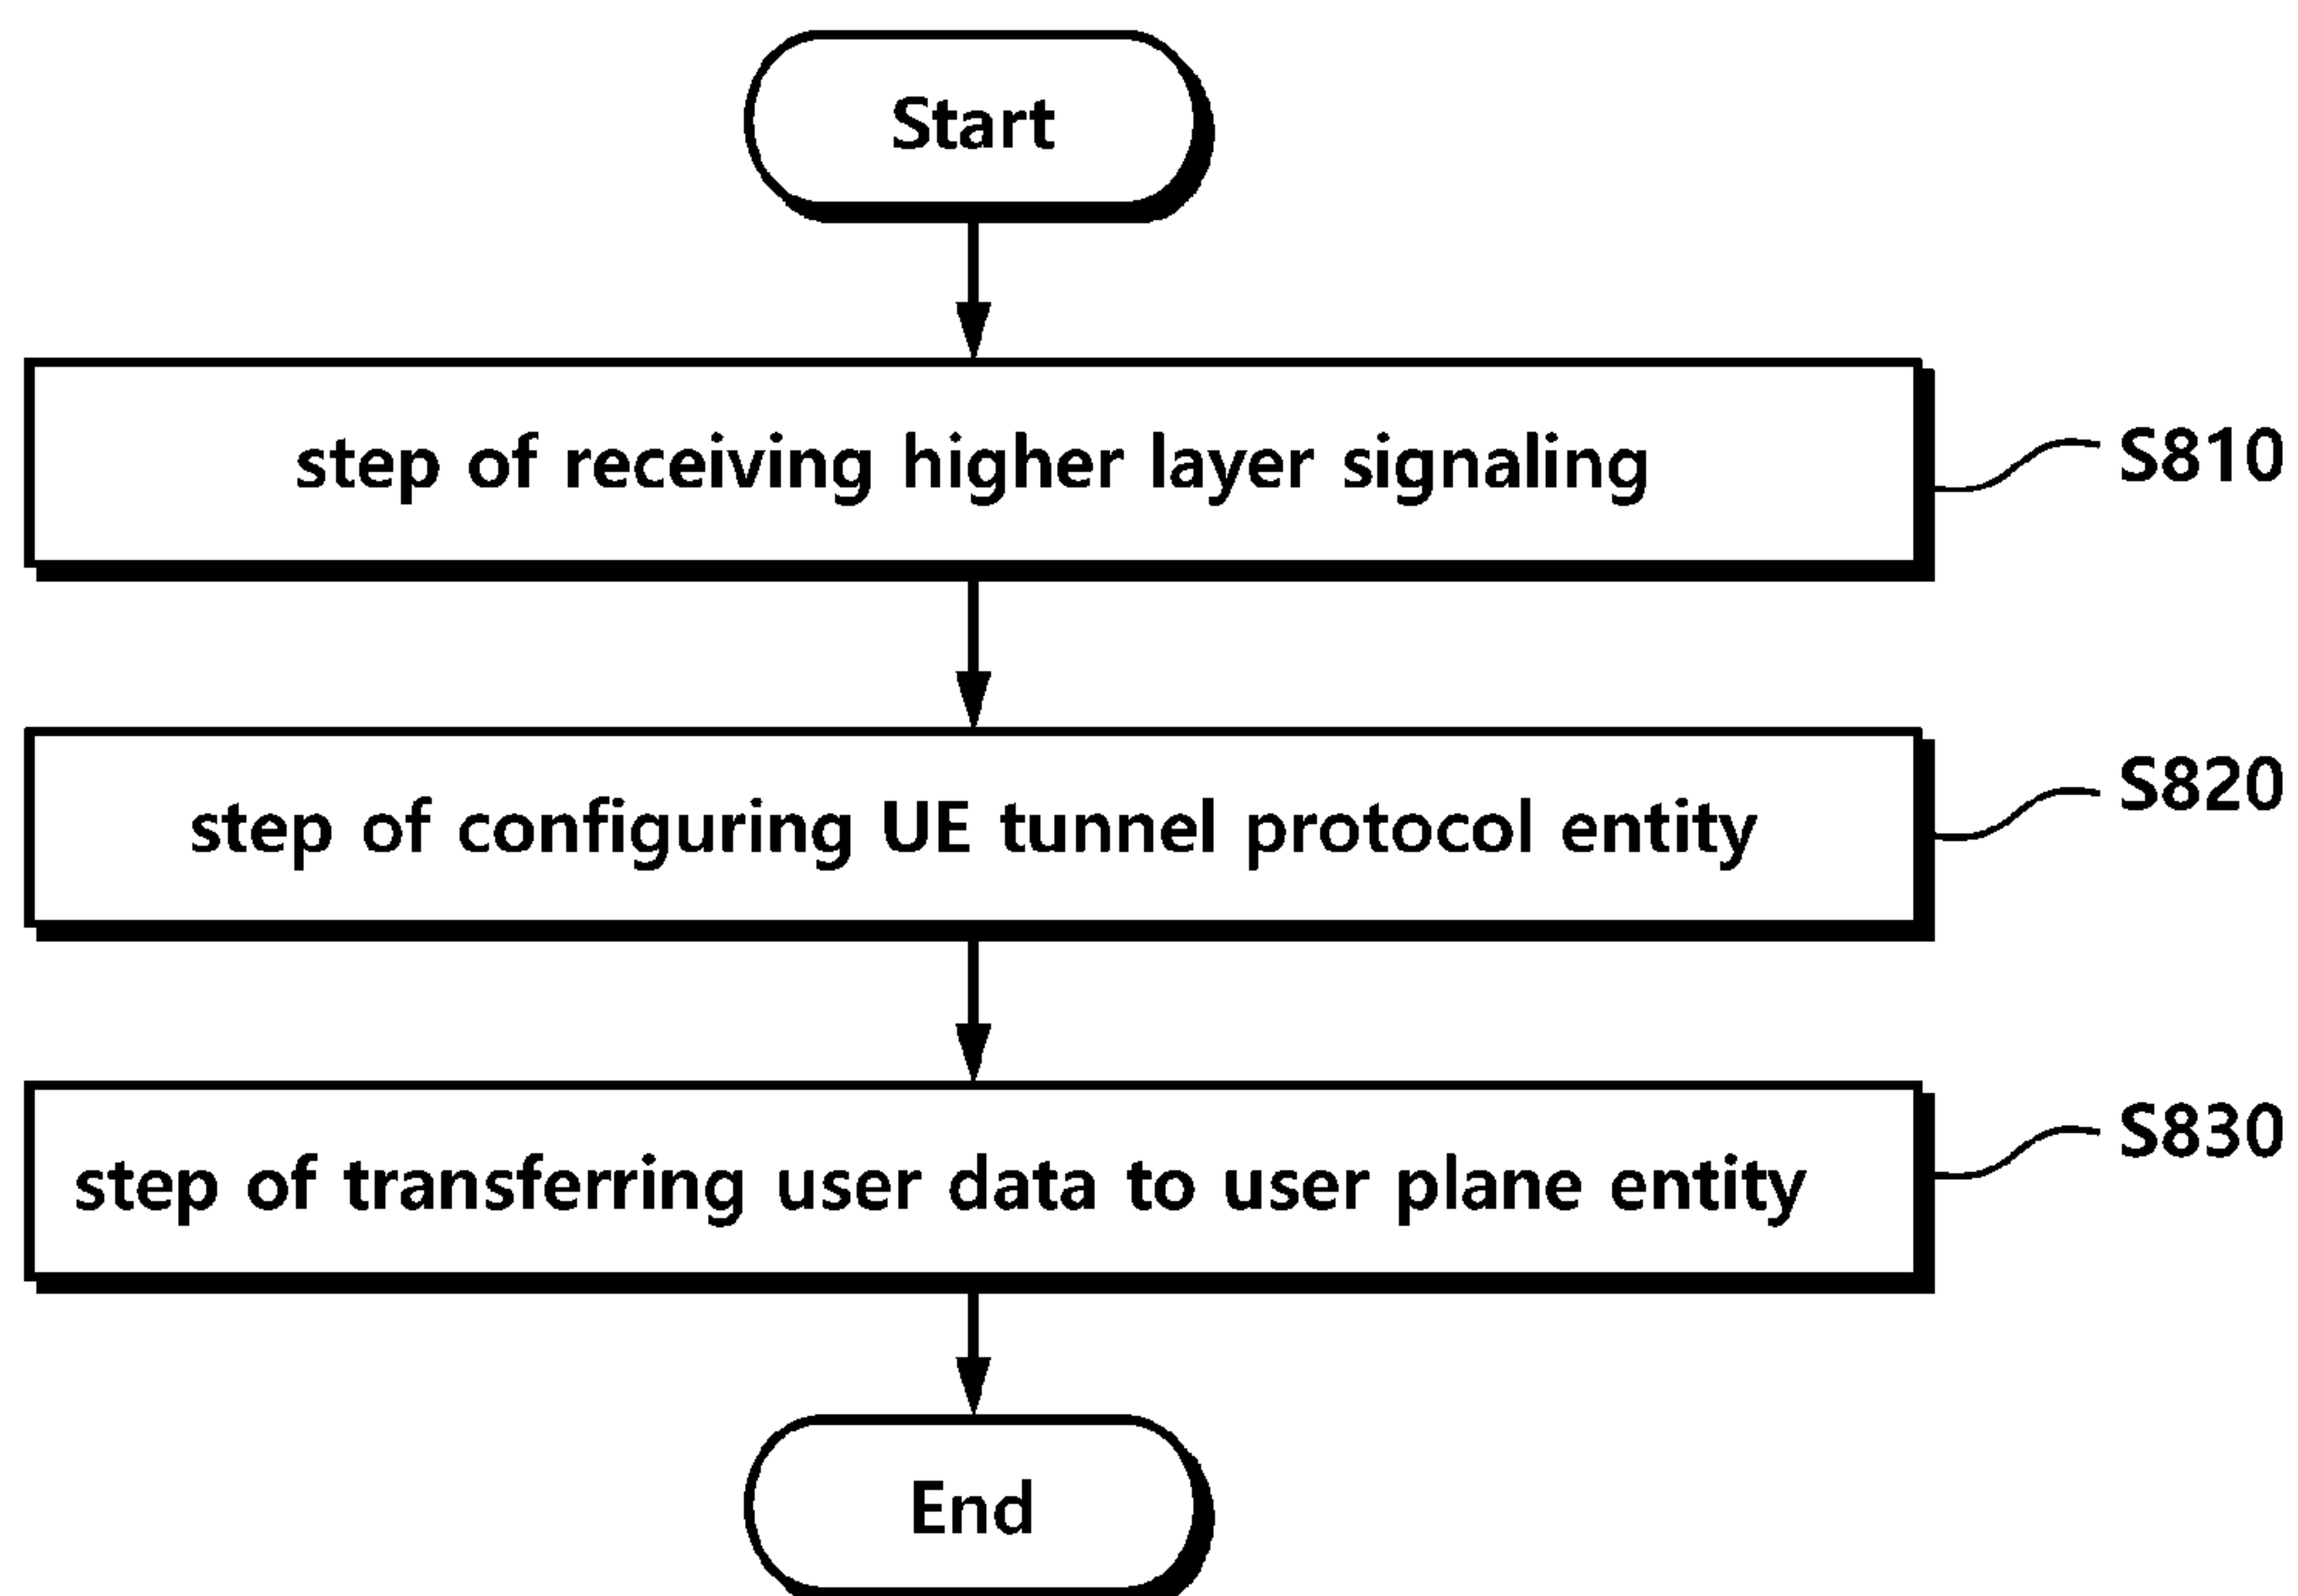 Start
step of receiving higher layer signaling
S810
step of configuring UE tunnel protocol entity
S820
step of transferring user data to user plane entity
S830
End